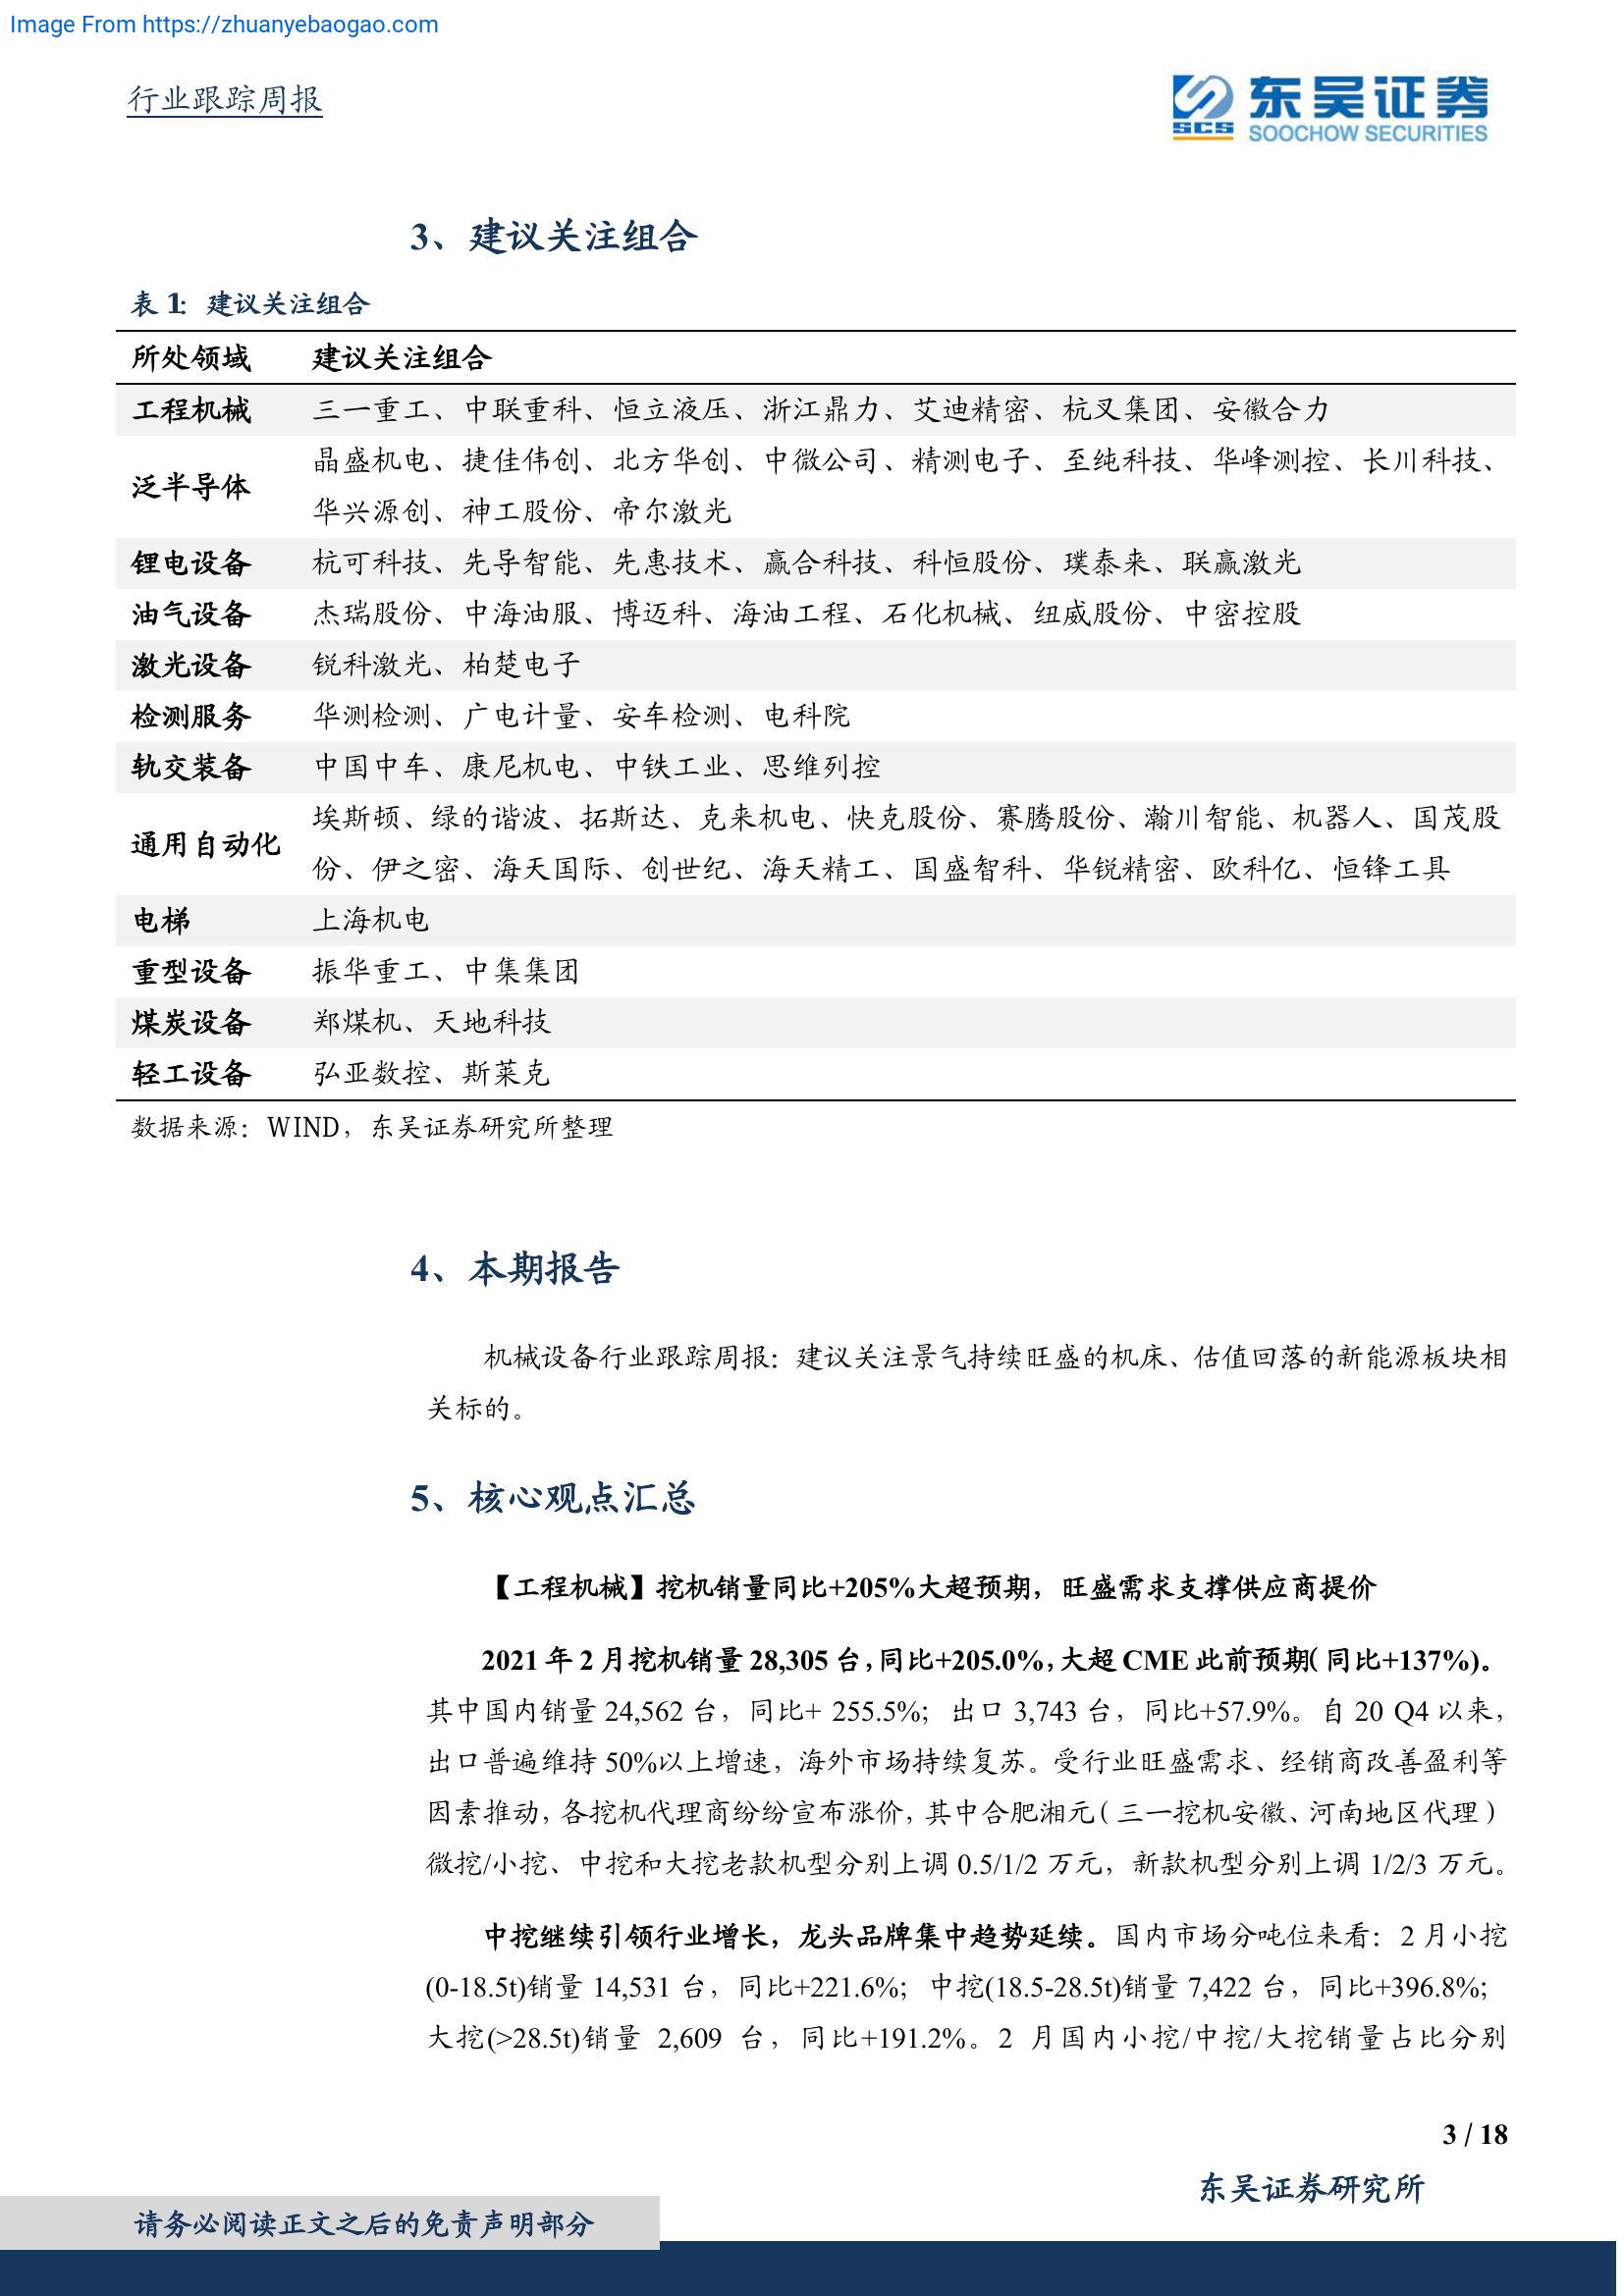 Image From https://zhuanyebaogao.com
行业跟踪周报
东吴证券
SCS
SOOCHOW SECURITIES
3、建议关注组合
表 1：建议关注组合
所处领域 建议关注组合
工程机械 三一重工、中联重科、恒立液压、浙江鼎力、艾迪精密、杭叉集团、安徽合力
泛半导体 晶盛机电、捷佳伟创、北方华创、中微公司、精测电子、至纯科技、华峰测控、长川科技、
华兴源创、神工股份、帝尔激光
锂电设备 杭可科技、先导智能、先惠技术、赢合科技、科恒股份、璞泰来、联赢激光
油气设备 杰瑞股份、中海油服、博迈科、海油工程、石化机械、纽威股份、中密控股
激光设备 锐科激光、柏楚电子
检测服务 华测检测、广电计量、安车检测、电科院
轨交装备 中国中车、康尼机电、中铁工业、思维列控
通用自动化 埃斯顿、绿的谐波、拓斯达、克来机电、快克股份、赛腾股份、瀚川智能、机器人、国茂股
份、伊之密、海天国际、创世纪、海天精工、国盛智科、华锐精密、欧科亿、恒锋工具
电梯 上海机电
重型设备 振华重工、中集集团
煤炭设备 郑煤机、天地科技
轻工设备 弘亚数控、斯莱克
数据来源：WIND，东吴证券研究所整理
4、本期报告
机械设备行业跟踪周报：建议关注景气持续旺盛的机床、估值回落的新能源板块相
关标的。
5、核心观点汇总
【工程机械】挖机销量同比+205%大超预期，旺盛需求支撑供应商提价
2021 年 2 月挖机销量 28,305 台，同比+205.0%，大超 CME 此前预期（同比+137%）。
其中国内销量 24,562 台，同比+ 255.5%；出口 3,743 台，同比+57.9%。自 20 Q4 以来，
出口普遍维持 50%以上增速，海外市场持续复苏。受行业旺盛需求、经销商改善盈利等
因素推动，各挖机代理商纷纷宣布涨价，其中合肥湘元（三一挖机安徽、河南地区代理）
微挖/小挖、中挖和大挖老款机型分别上调 0.5/1/2 万元，新款机型分别上调 1/2/3 万元。
中挖继续引领行业增长，龙头品牌集中趋势延续。国内市场分吨位来看：2 月小挖
(0-18.5t)销量 14,531 台，同比+221.6%；中挖(18.5-28.5t)销量 7,422 台，同比+396.8%；
大挖(>28.5t)销量 2,609 台，同比+191.2%。2 月国内小挖/中挖/大挖销量占比分别
3 / 18
东吴证券研究所
请务必阅读正文之后的免责声明部分